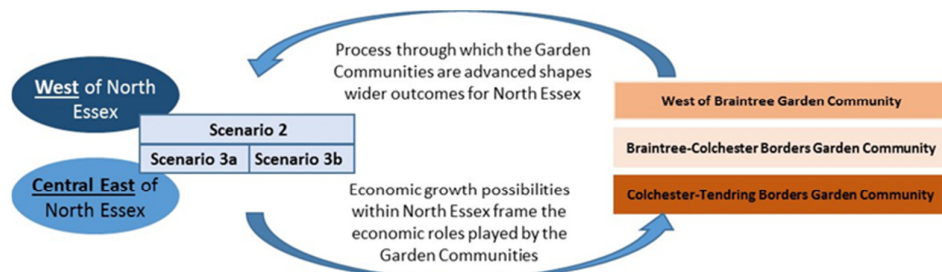 West of North
Essex
Scenario 2
Scenario 3a Scenario 3b
Central East of
North Essex
Process through which the Garden
Communities are advanced shapes
wider outcomes for North Essex
Economic growth possibilities
within North Essex frame the
economic roles played by the
Garden Communities
West of Braintree Garden Community
Braintree-Colchester Borders Garden Community
Colchester-Tendring Borders Garden Community